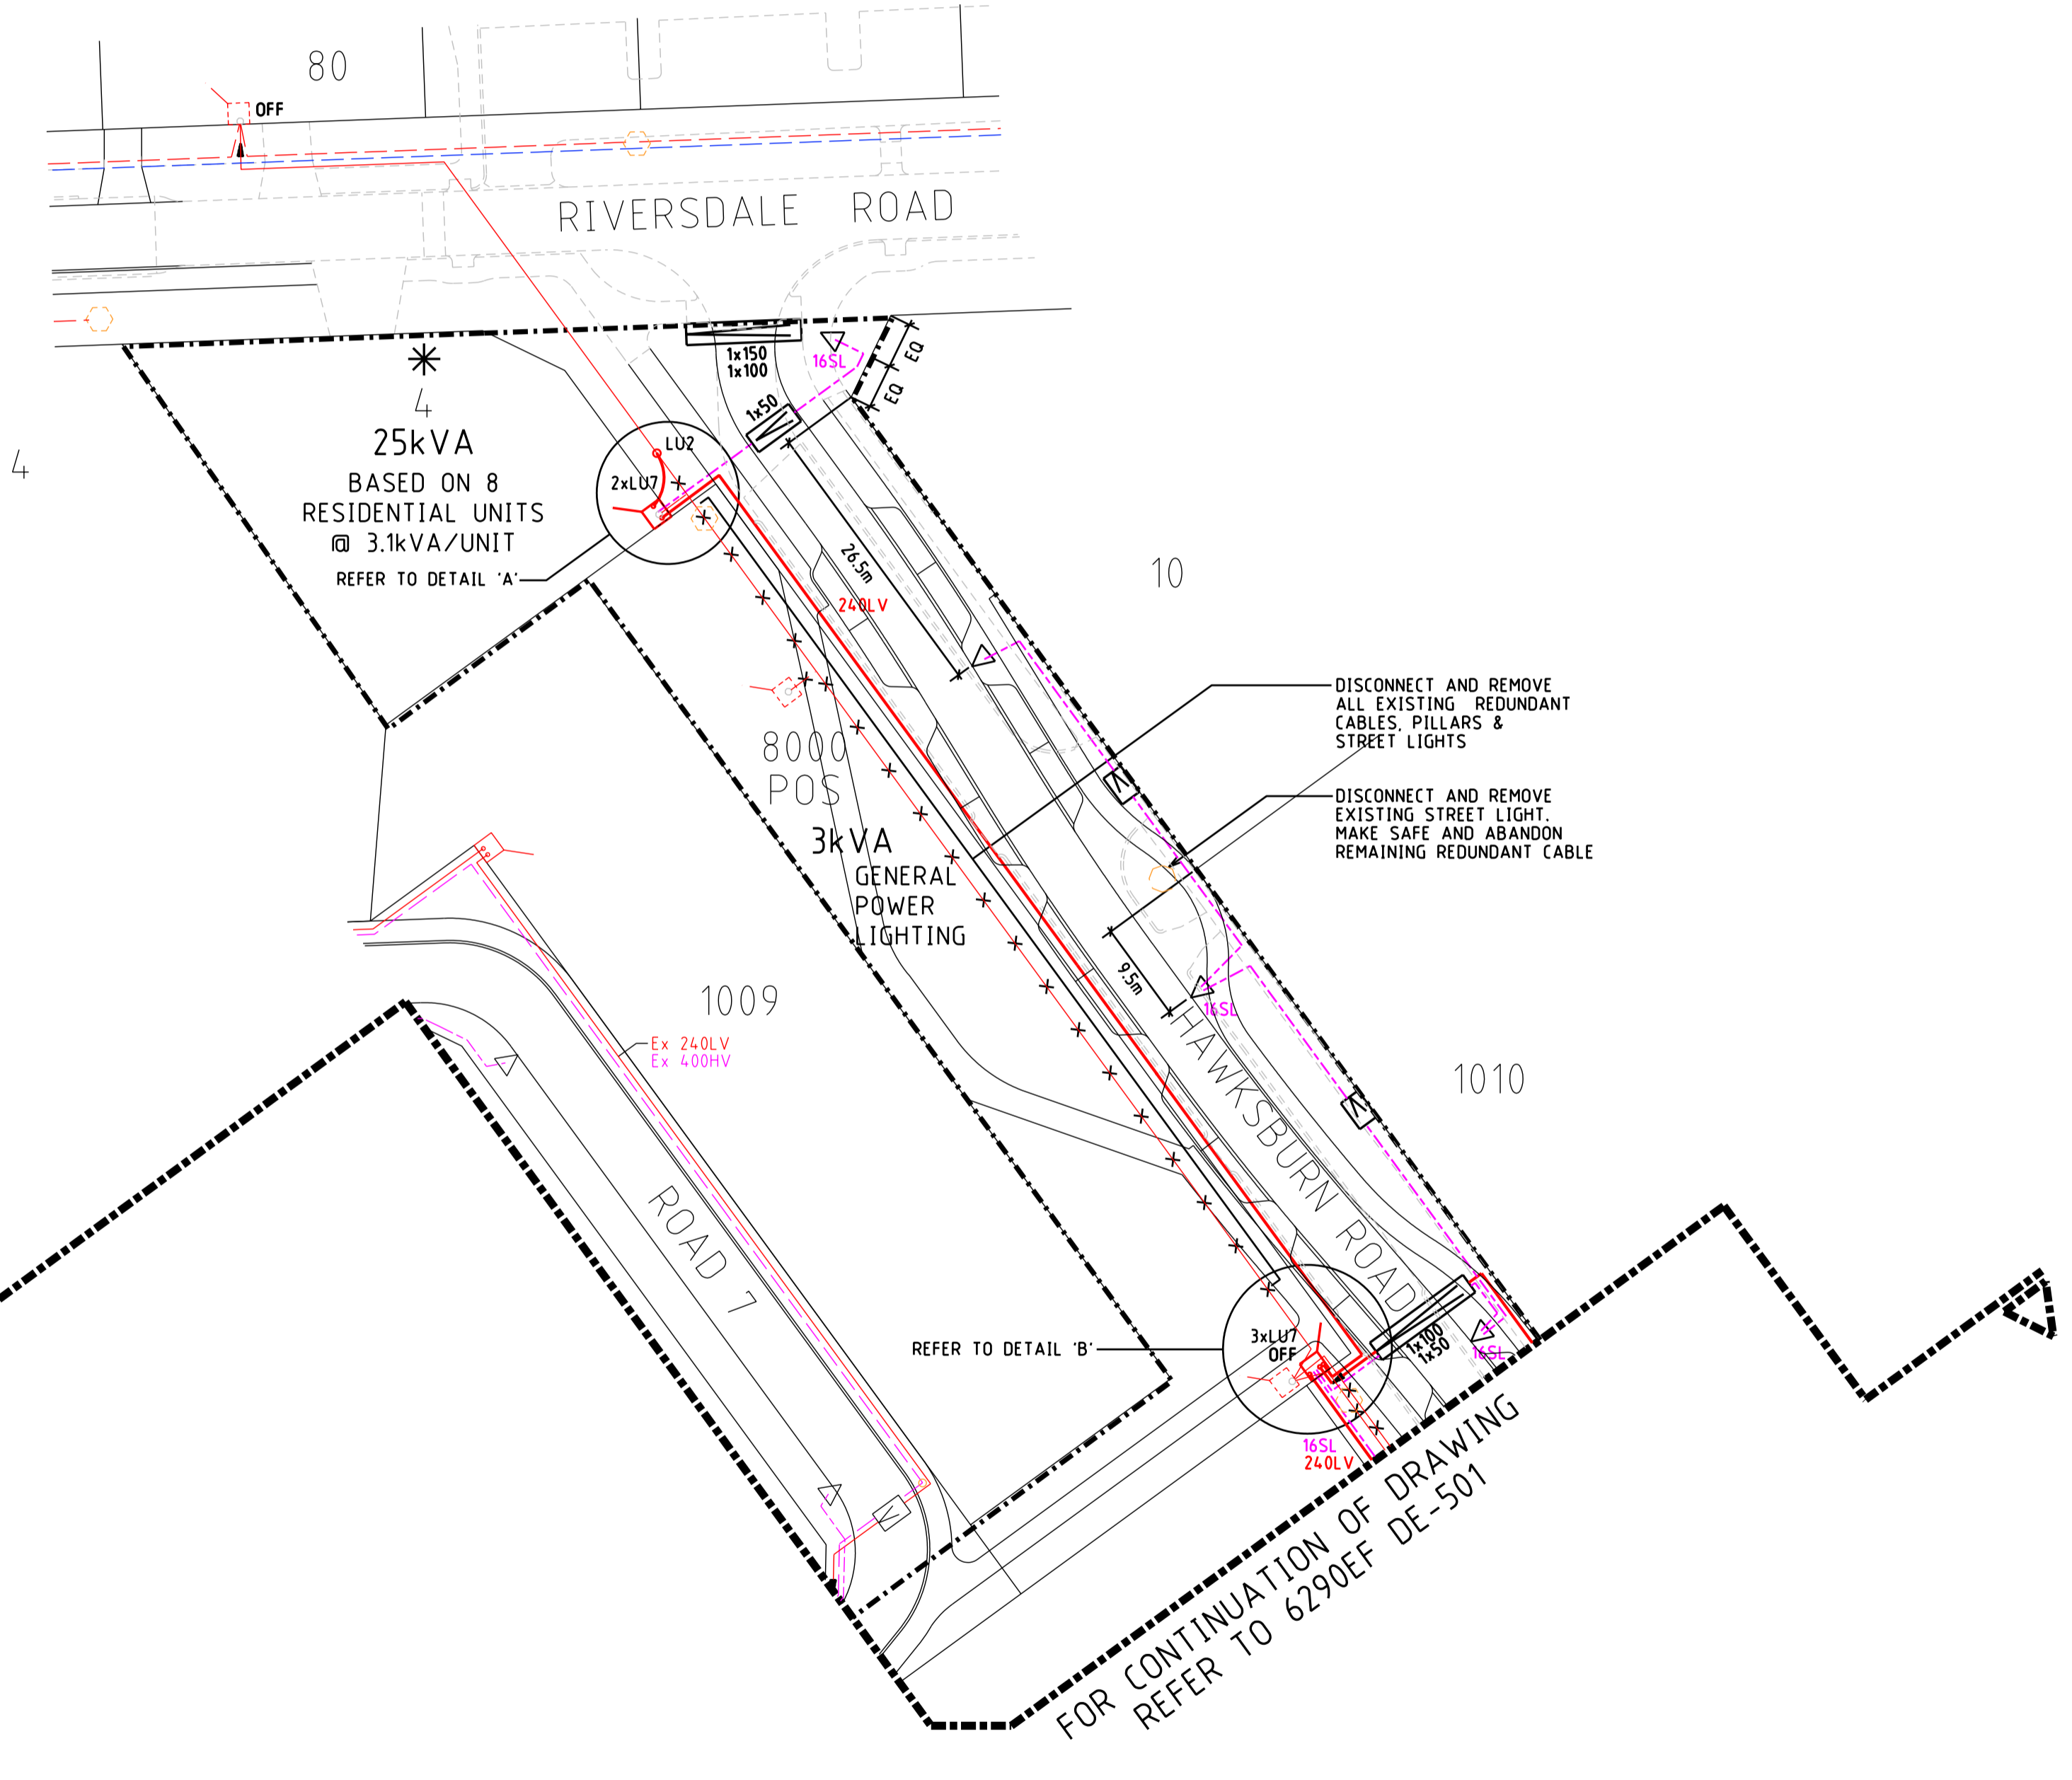 80
OFF
RIVERSDALE ROAD
1x150
1x100
16SL
EQ
EQ
1x50
4
25kVA
BASED ON 8
RESIDENTIAL UNITS
@ 3.1kVA/UNIT
REFER TO DETAIL 'A'
4
LU2
2xLU7
26.5m
240LV
10
DISCONNECT AND REMOVE
ALL EXISTING REDUNDANT
CABLES, PILLARS &
STREET LIGHTS
DISCONNECT AND REMOVE
EXISTING STREET LIGHT.
MAKE SAFE AND ABANDON
REMAINING REDUNDANT CABLE
8000
POS
3kVA
GENERAL
POWER
LIGHTING
1009
Ex 240LV
Ex 400HV
9.5m
16SL
HAWKSBURN ROAD
1010
ROAD 7
REFER TO DETAIL 'B'
3xLU7
OFF
1x100
1x50
16SL
16SL
240LV
FOR CONTINUATION OF DRAWING
REFER TO 6290EF DE-501